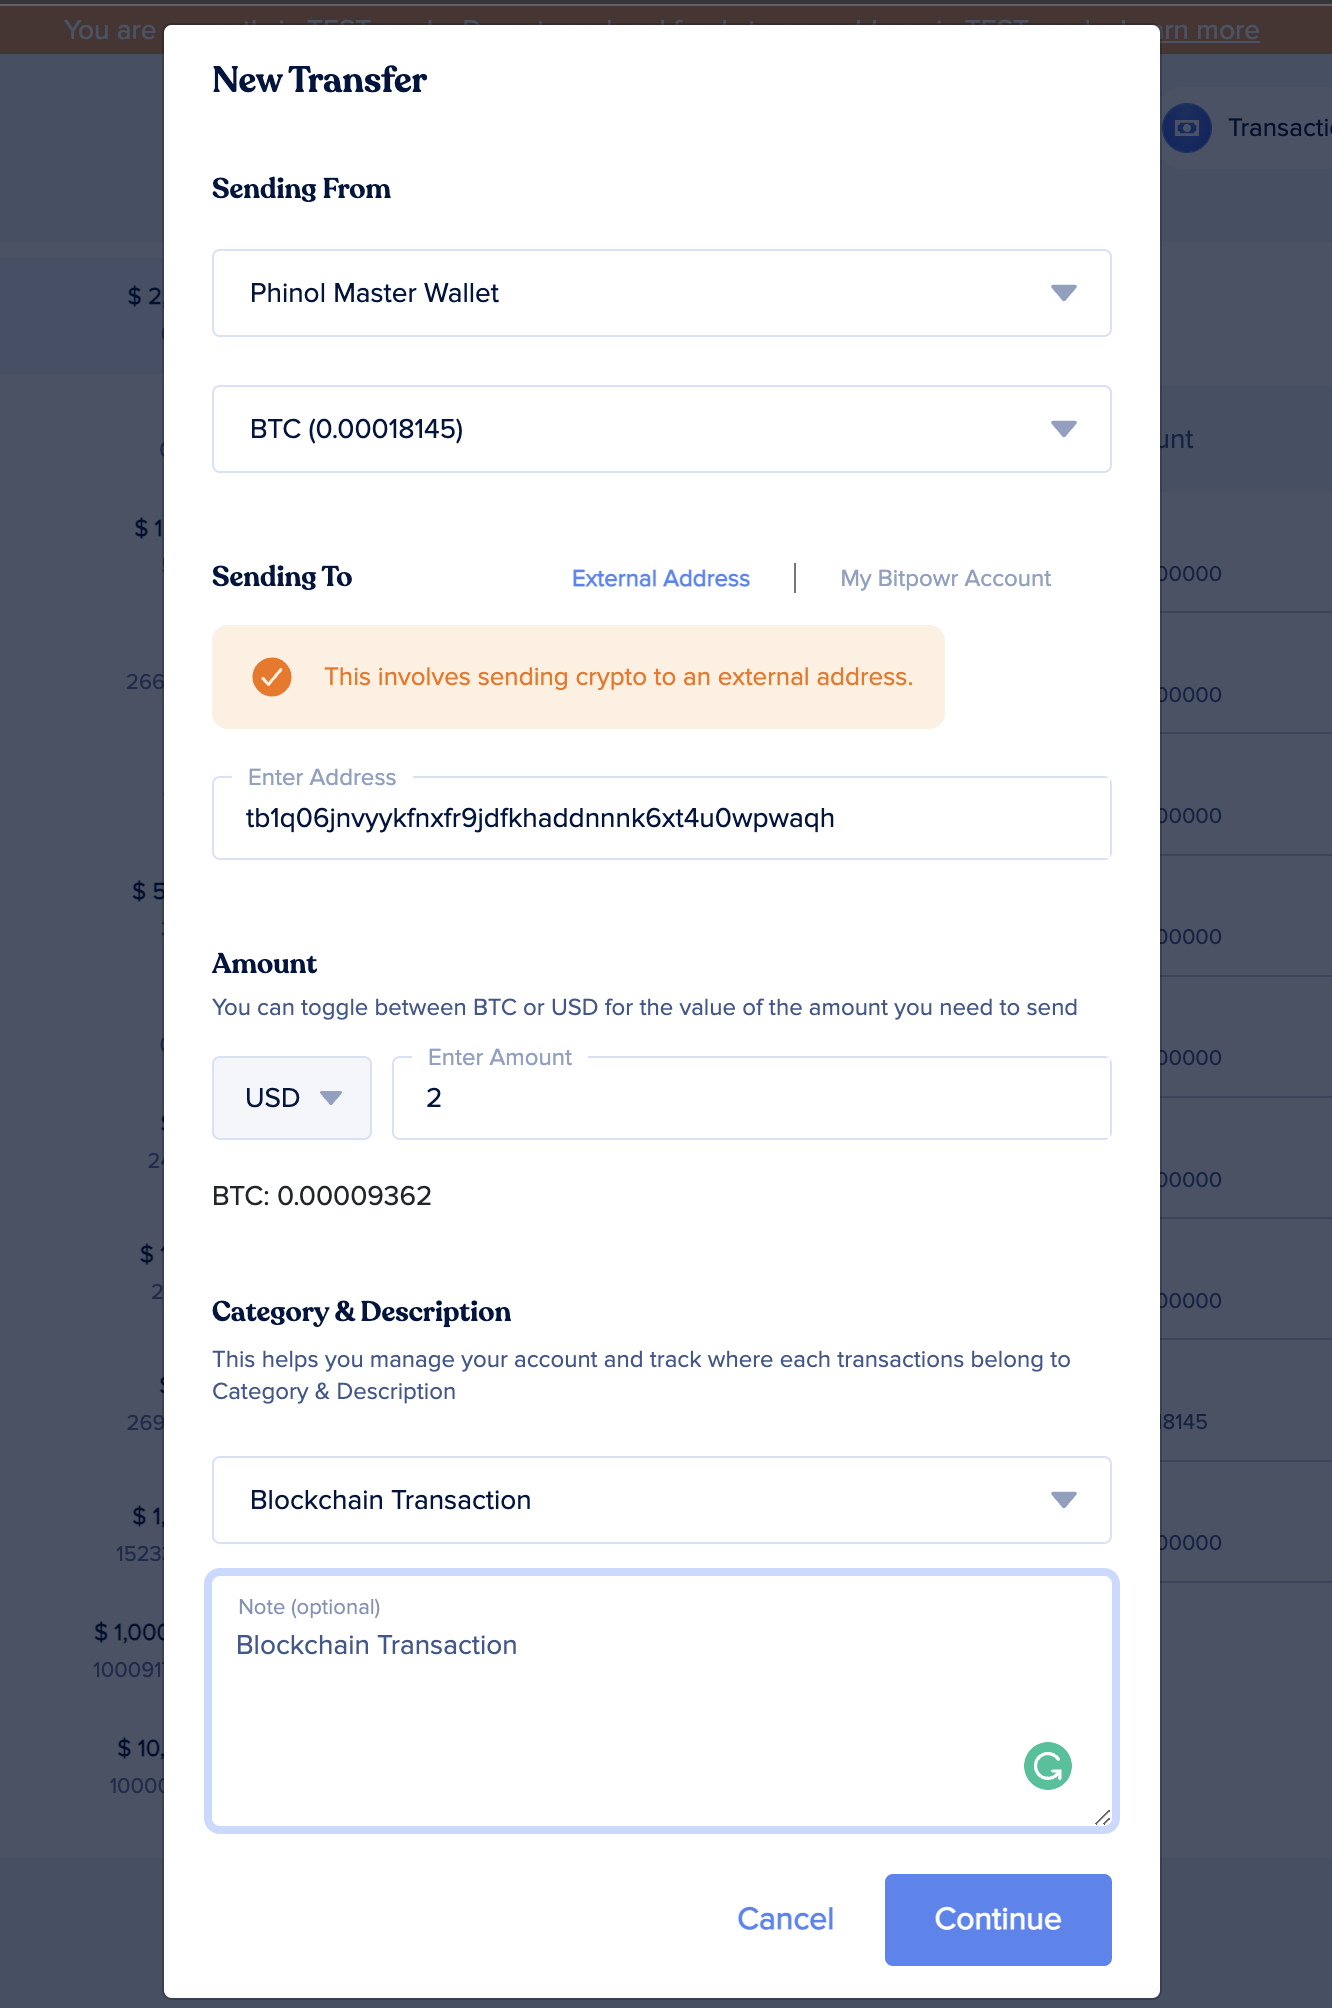 You are
rn more
New Transfer
Transacti
Sending From
$ 2
Phinol Master Wallet
BTC (0.00018145)
unt
$ 1
Sending To
External Address
My Bitpowr Account
00000
This involves sending crypto to an external address.
266
00000
Enter Address
tb1q06jnvyykfnxfr9jdfkhaddnnnk6xt4u0wpwaqh
00000
$ 5
00000
Amount
You can toggle between BTC or USD for the value of the amount you need to send
Enter Amount
00000
USD
2
24
00000
BTC: 0.00009362
$ 1
2
00000
Category & Description
This helps you manage your account and track where each transactions belong to
Category & Description
269
8145
Blockchain Transaction
$ 1,
15233
00000
Note (optional)
Blockchain Transaction
$ 1,000
100091
$ 10,
10000
Cancel
Continue